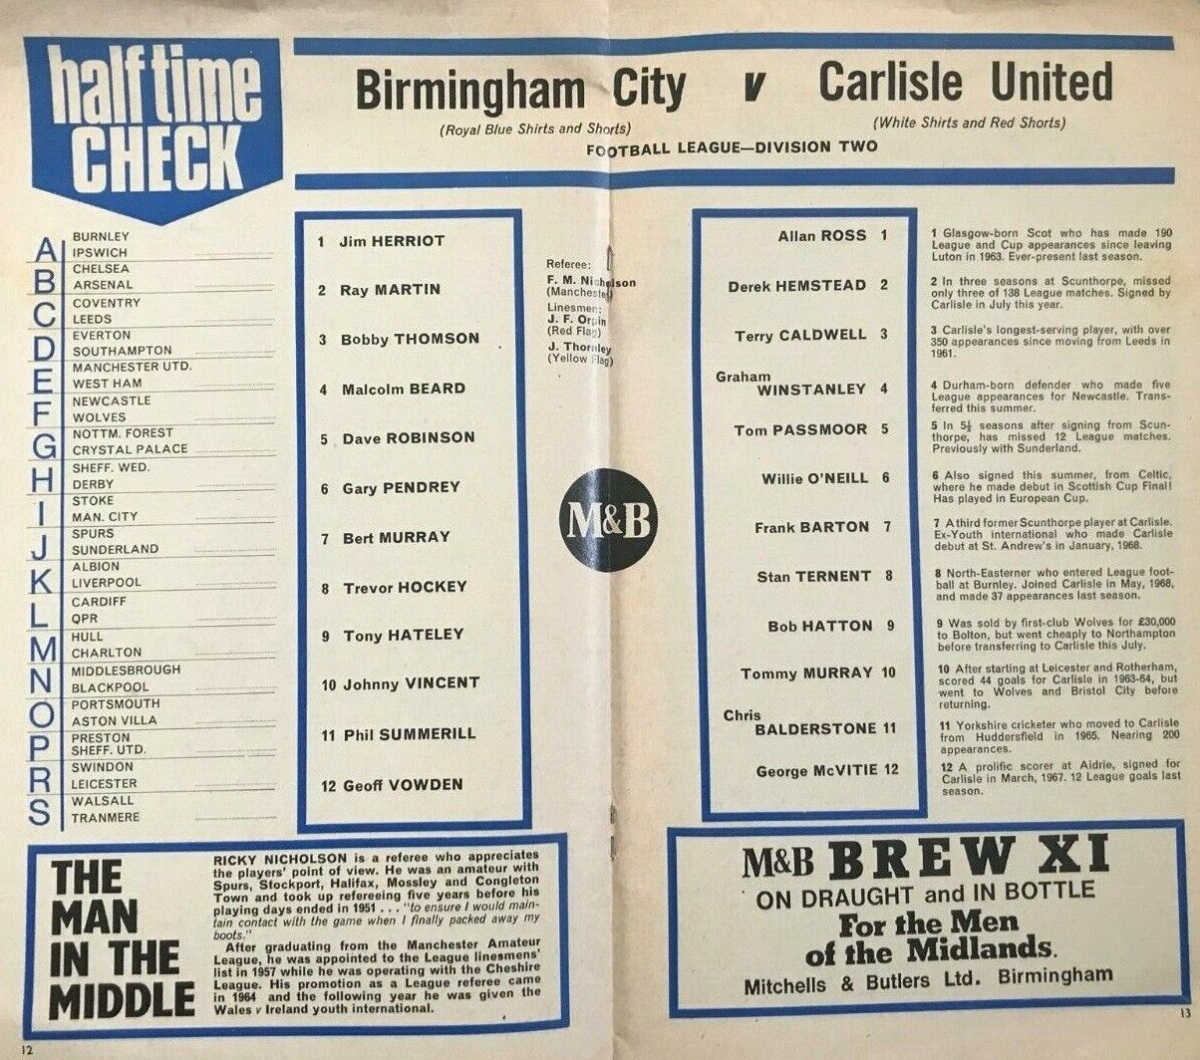 half time
CHECK
Birmingham City v Carlisle United
(Royal Blue Shirts and Shorts)
(White Shirts and Red Shorts)
FOOTBALL LEAGUE—DIVISION TWO
A BURNLEY
IPSWICH
B CHELSEA
ARSENAL
C COVENTRY
LEEDS
D EVERTON
SOUTHAMPTON
E MANCHESTER UTD.
WEST HAM
F NEWCASTLE
WOLVES
G NOTTM. FOREST
CRYSTAL PALACE
H SHEFF. WED.
DERBY
I STOKE
MAN. CITY
J SPURS
SUNDERLAND
K ALBION
LIVERPOOL
L CARDIFF
QPR
M HULL
CHARLTON
N MIDDLESBROUGH
BLACKPOOL
O PORTSMOUTH
ASTON VILLA
P PRESTON
SHEFF. UTD.
R SWINDON
LEICESTER
S WALSALL
TRANMERE
1 Jim HERRIOT
2 Ray MARTIN
3 Bobby THOMSON
4 Malcolm BEARD
5 Dave ROBINSON
6 Gary PENDREY
7 Bert MURRAY
8 Trevor HOCKEY
9 Tony HATELEY
10 Johnny VINCENT
11 Phil SUMMERILL
12 Geoff VOWDEN
Referee:
F. M. Nicholson
(Manchester)
Linesmen:
J. F. Orpin
(Red Flag)
J. Thornley
(Yellow Flag)
M&B
Allan ROSS 1
Derek HEMSTEAD 2
Terry CALDWELL 3
Graham
WINSTANLEY 4
Tom PASSMOOR 5
Willie O'NEILL 6
Frank BARTON 7
Stan TERNENT 8
Bob HATTON 9
Tommy MURRAY 10
Chris
BALDERSTONE 11
George McVITIE 12
1 Glasgow-born Scot who has made 190
League and Cup appearances since leaving
Luton in 1963. Ever-present last season.
2 In three seasons at Scunthorpe, missed
only three of 138 League matches. Signed by
Carlisle in July this year.
3 Carlisle's longest-serving player, with over
350 appearances since moving from Leeds in
1961.
4 Durham-born defender who made five
League appearances for Newcastle. Trans-
ferred this summer.
5 In 5½ seasons after signing from Scun-
thorpe, has missed 12 League matches.
Previously with Sunderland.
6 Also signed this summer, from Celtic,
where he made debut in Scottish Cup Final!
Has played in European Cup.
7 A third former Scunthorpe player at Carlisle.
Ex-Youth international who made Carlisle
debut at St. Andrew's in January, 1968.
8 North-Easterner who entered League foot-
ball at Burnley. Joined Carlisle in May, 1968,
and made 37 appearances last season.
9 Was sold by first-club Wolves for £30,000
to Bolton, but went cheaply to Northampton
before transferring to Carlisle this July.
10 After starting at Leicester and Rotherham,
scored 44 goals for Carlisle in 1963-64, but
went to Wolves and Bristol City before
returning.
11 Yorkshire cricketer who moved to Carlisle
from Huddersfield in 1965. Nearing 200
appearances.
12 A prolific scorer at Aidrie, signed for
Carlisle in March, 1967. 12 League goals last
season.
THE
MAN
IN THE
MIDDLE
RICKY NICHOLSON is a referee who appreciates
the players' point of view. He was an amateur with
Spurs, Stockport, Halifax, Mossley and Congleton
Town and took up refereeing five years before his
playing days ended in 1951 . . . "to ensure I would main-
tain contact with the game when I finally packed away my
boots."
After graduating from the Manchester Amateur
League, he was appointed to the League linesmens'
list in 1957 while he was operating with the Cheshire
League. His promotion as a League referee came
in 1964 and the following year he was given the
Wales v Ireland youth international.
M&B BREW XI
ON DRAUGHT and IN BOTTLE
For the Men
of the Midlands.
Mitchells & Butlers Ltd. Birmingham
12
13